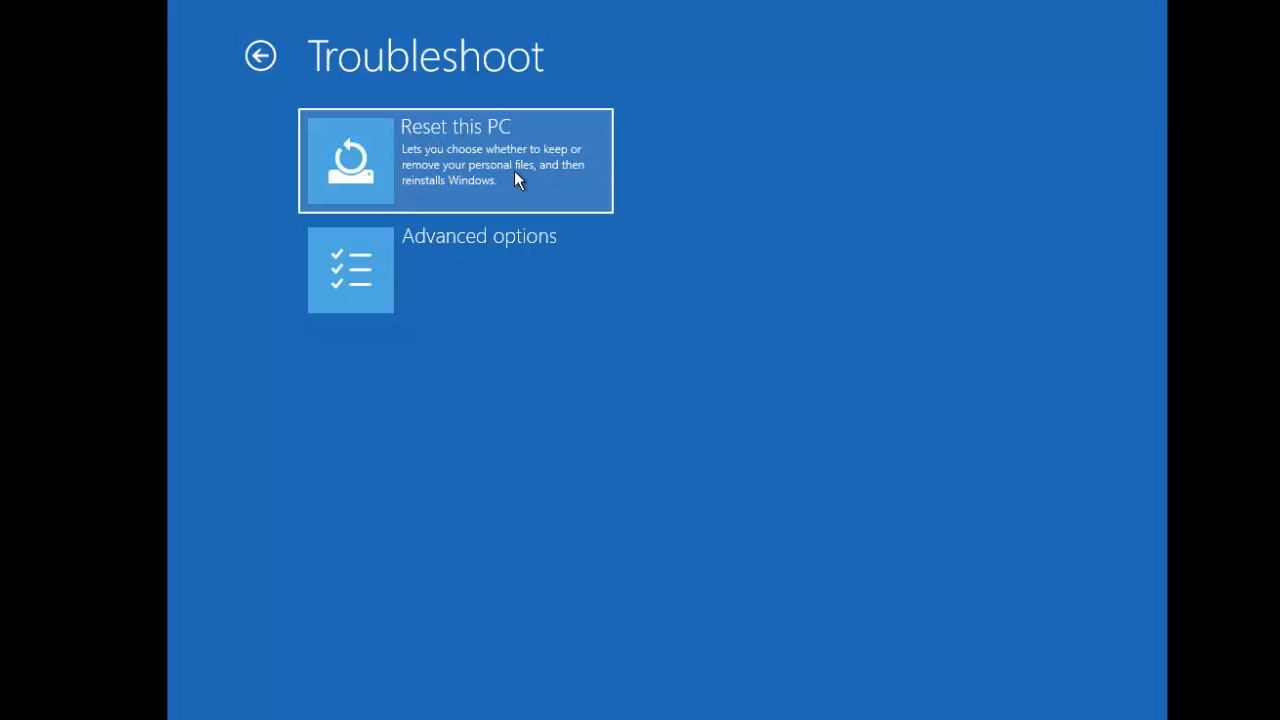 Troubleshoot
Reset this PC
Lets you choose whether to keep or
remove your personal files, and then
reinstalls Windows.
Advanced options